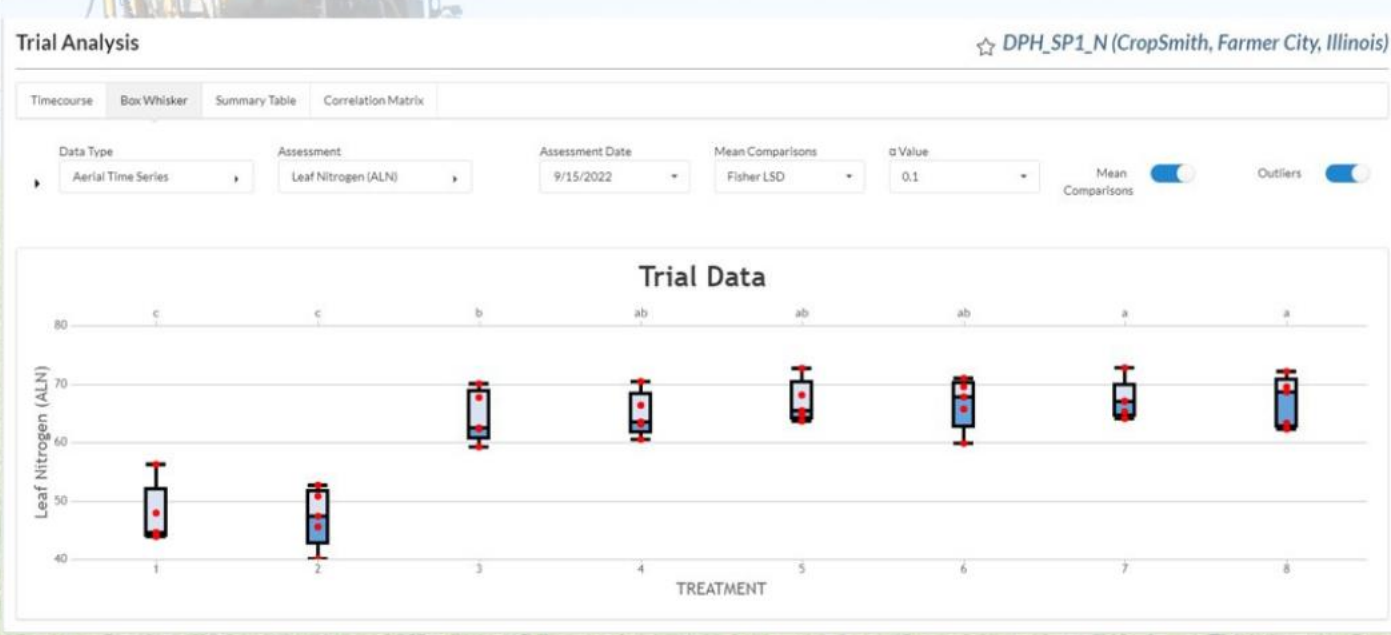 Trial Analysis
☆ DPH_SP1_N (CropSmith, Farmer City, Illinois)
Timecourse Box Whisker Summary Table Correlation Matrix
Data Type Assessment Assessment Date Mean Comparisons α Value
Aerial Time Series Leaf Nitrogen (ALN) 9/15/2022 Fisher LSD 0.1
Mean Comparisons
Outliers
Trial Data
c c b ab ab ab a a
80
70
60
50
40
Leaf Nitrogen (ALN)
1 2 3 4 5 6 7 8
TREATMENT